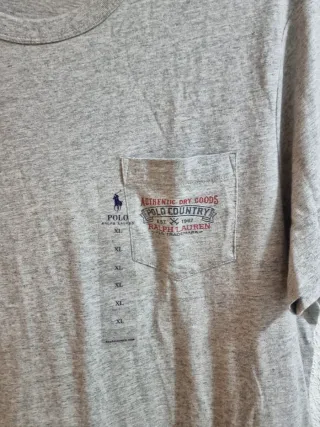 POLO
RALPH LAUREN
XL
XL
XL
XL
XL
XL
AUTHENTIC DRY GOODS
POLO COUNTRY
EST. 1967
RALPH LAUREN